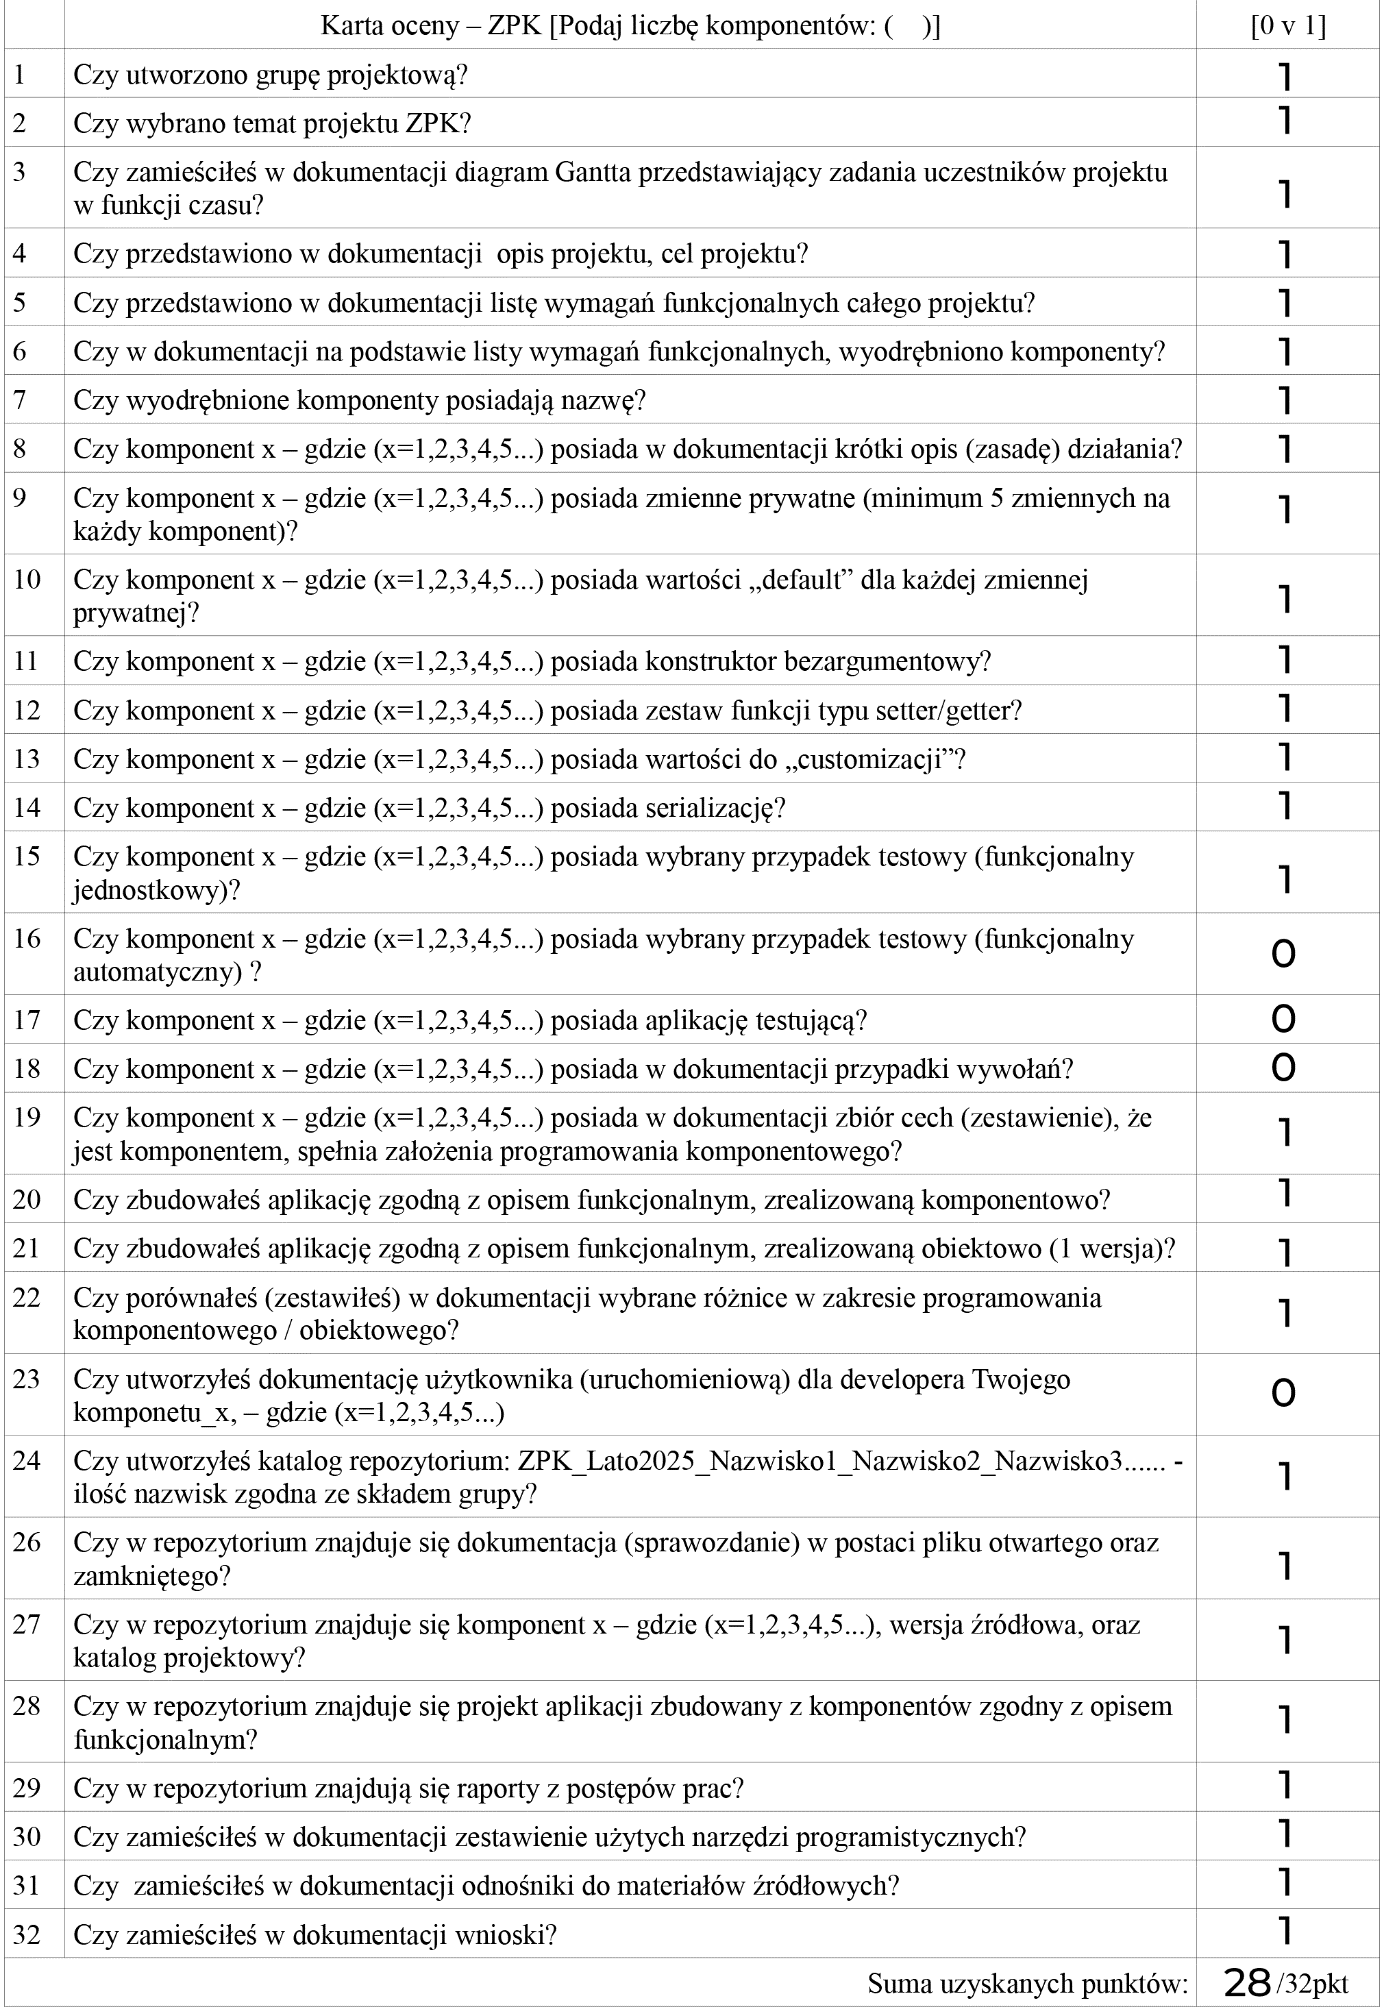 Karta oceny – ZPK [Podaj liczbę komponentów: (    )] [0 v 1]
1 Czy utworzono grupę projektową? 1
2 Czy wybrano temat projektu ZPK? 1
3 Czy zamieściłeś w dokumentacji diagram Gantta przedstawiający zadania uczestników projektu
w funkcji czasu? 1
4 Czy przedstawiono w dokumentacji  opis projektu, cel projektu? 1
5 Czy przedstawiono w dokumentacji listę wymagań funkcjonalnych całego projektu? 1
6 Czy w dokumentacji na podstawie listy wymagań funkcjonalnych, wyodrębniono komponenty? 1
7 Czy wyodrębnione komponenty posiadają nazwę? 1
8 Czy komponent x – gdzie (x=1,2,3,4,5...) posiada w dokumentacji krótki opis (zasadę) działania? 1
9 Czy komponent x – gdzie (x=1,2,3,4,5...) posiada zmienne prywatne (minimum 5 zmiennych na
każdy komponent)? 1
10 Czy komponent x – gdzie (x=1,2,3,4,5...) posiada wartości „default” dla każdej zmiennej
prywatnej? 1
11 Czy komponent x – gdzie (x=1,2,3,4,5...) posiada konstruktor bezargumentowy? 1
12 Czy komponent x – gdzie (x=1,2,3,4,5...) posiada zestaw funkcji typu setter/getter? 1
13 Czy komponent x – gdzie (x=1,2,3,4,5...) posiada wartości do „customizacji”? 1
14 Czy komponent x – gdzie (x=1,2,3,4,5...) posiada serializację? 1
15 Czy komponent x – gdzie (x=1,2,3,4,5...) posiada wybrany przypadek testowy (funkcjonalny
jednostkowy)? 1
16 Czy komponent x – gdzie (x=1,2,3,4,5...) posiada wybrany przypadek testowy (funkcjonalny
automatyczny) ? 0
17 Czy komponent x – gdzie (x=1,2,3,4,5...) posiada aplikację testującą? 0
18 Czy komponent x – gdzie (x=1,2,3,4,5...) posiada w dokumentacji przypadki wywołań? 0
19 Czy komponent x – gdzie (x=1,2,3,4,5...) posiada w dokumentacji zbiór cech (zestawienie), że
jest komponentem, spełnia założenia programowania komponentowego? 1
20 Czy zbudowałeś aplikację zgodną z opisem funkcjonalnym, zrealizowaną komponentowo? 1
21 Czy zbudowałeś aplikację zgodną z opisem funkcjonalnym, zrealizowaną obiektowo (1 wersja)? 1
22 Czy porównałeś (zestawiłeś) w dokumentacji wybrane różnice w zakresie programowania
komponentowego / obiektowego? 1
23 Czy utworzyłeś dokumentację użytkownika (uruchomieniową) dla developera Twojego
komponetu_x, – gdzie (x=1,2,3,4,5...) 0
24 Czy utworzyłeś katalog repozytorium: ZPK_Lato2025_Nazwisko1_Nazwisko2_Nazwisko3...... -
ilość nazwisk zgodna ze składem grupy? 1
26 Czy w repozytorium znajduje się dokumentacja (sprawozdanie) w postaci pliku otwartego oraz
zamkniętego? 1
27 Czy w repozytorium znajduje się komponent x – gdzie (x=1,2,3,4,5...), wersja źródłowa, oraz
katalog projektowy? 1
28 Czy w repozytorium znajduje się projekt aplikacji zbudowany z komponentów zgodny z opisem
funkcjonalnym? 1
29 Czy w repozytorium znajdują się raporty z postępów prac? 1
30 Czy zamieściłeś w dokumentacji zestawienie użytych narzędzi programistycznych? 1
31 Czy  zamieściłeś w dokumentacji odnośniki do materiałów źródłowych? 1
32 Czy zamieściłeś w dokumentacji wnioski? 1
Suma uzyskanych punktów: 28/32pkt